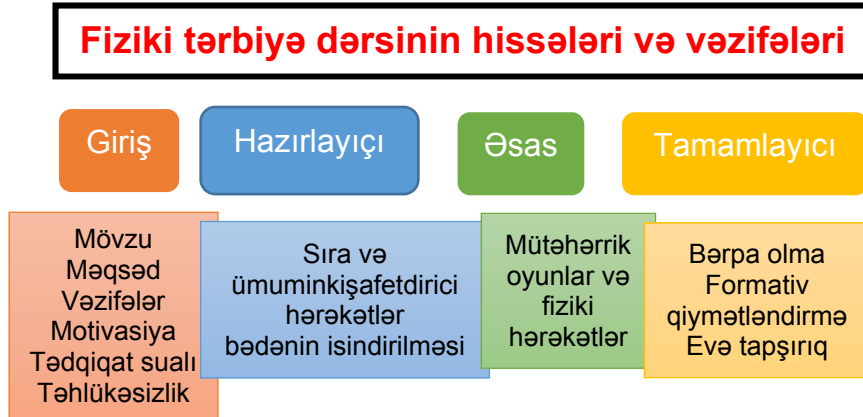 Fiziki tərbiyə dərsinin hissələri və vəzifələri
Giriş
Hazırlayıçı
Əsas
Tamamlayıcı
Mövzu
Məqsəd
Vəzifələr
Motivasiya
Tədqiqat sualı
Təhlükəsizlik
Sıra və
ümuminkişafetdirici
hərəkətlər
bədənin isindirilməsi
Mütəhərrik
oyunlar və
fiziki
hərəkətlər
Bərpa olma
Formativ
qiymətləndirmə
Evə tapşırıq